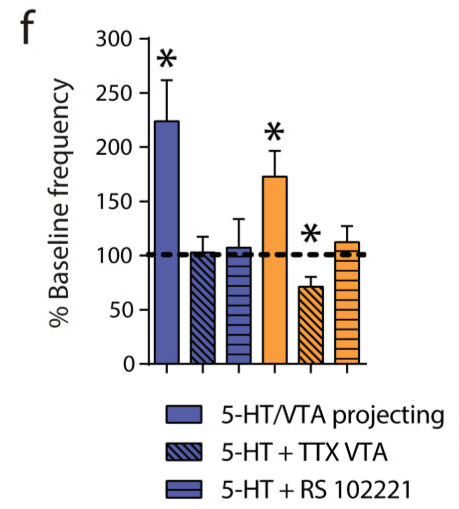 f
% Baseline frequency
300
250
200
150
100
50
0
*
*
*
5-HT/VTA projecting
5-HT + TTX VTA
5-HT + RS 102221